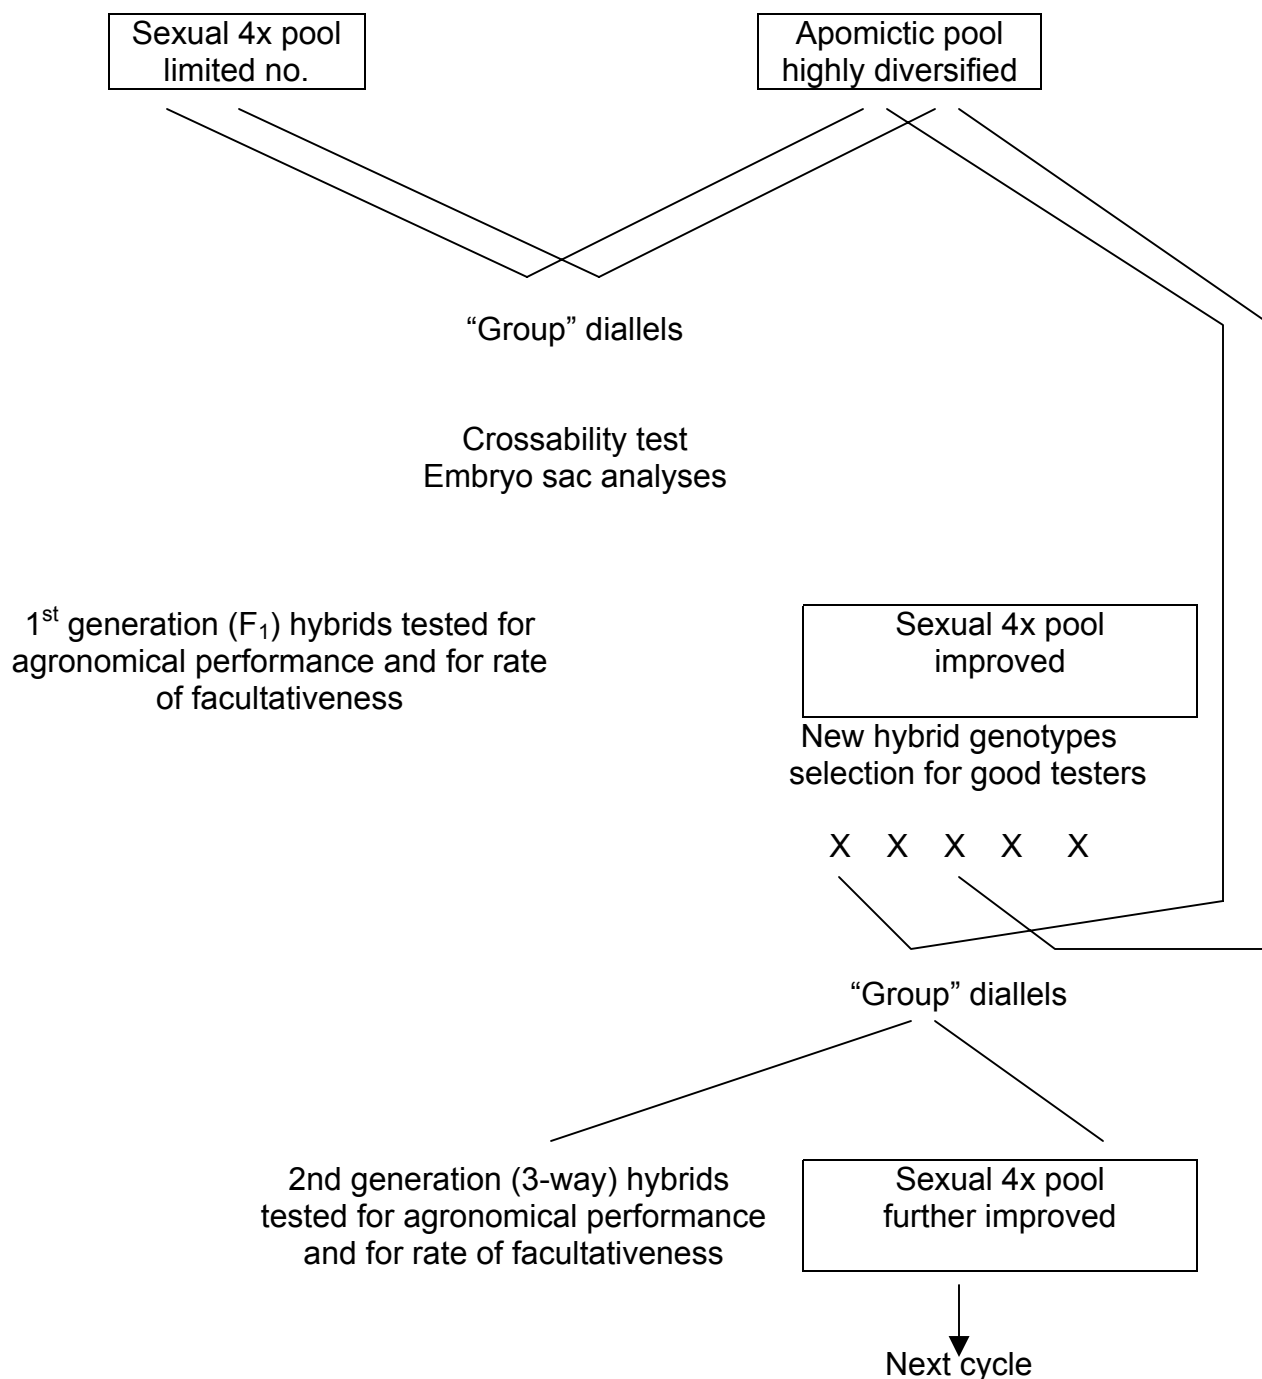 Sexual 4x pool
limited no.
Apomictic pool
highly diversified
“Group” diallels
Crossability test
Embryo sac analyses
1st generation (F₁) hybrids tested for
agronomical performance and for rate
of facultativeness
Sexual 4x pool
improved
New hybrid genotypes
selection for good testers
X X X X X
“Group” diallels
2nd generation (3-way) hybrids
tested for agronomical performance
and for rate of facultativeness
Sexual 4x pool
further improved
Next cycle